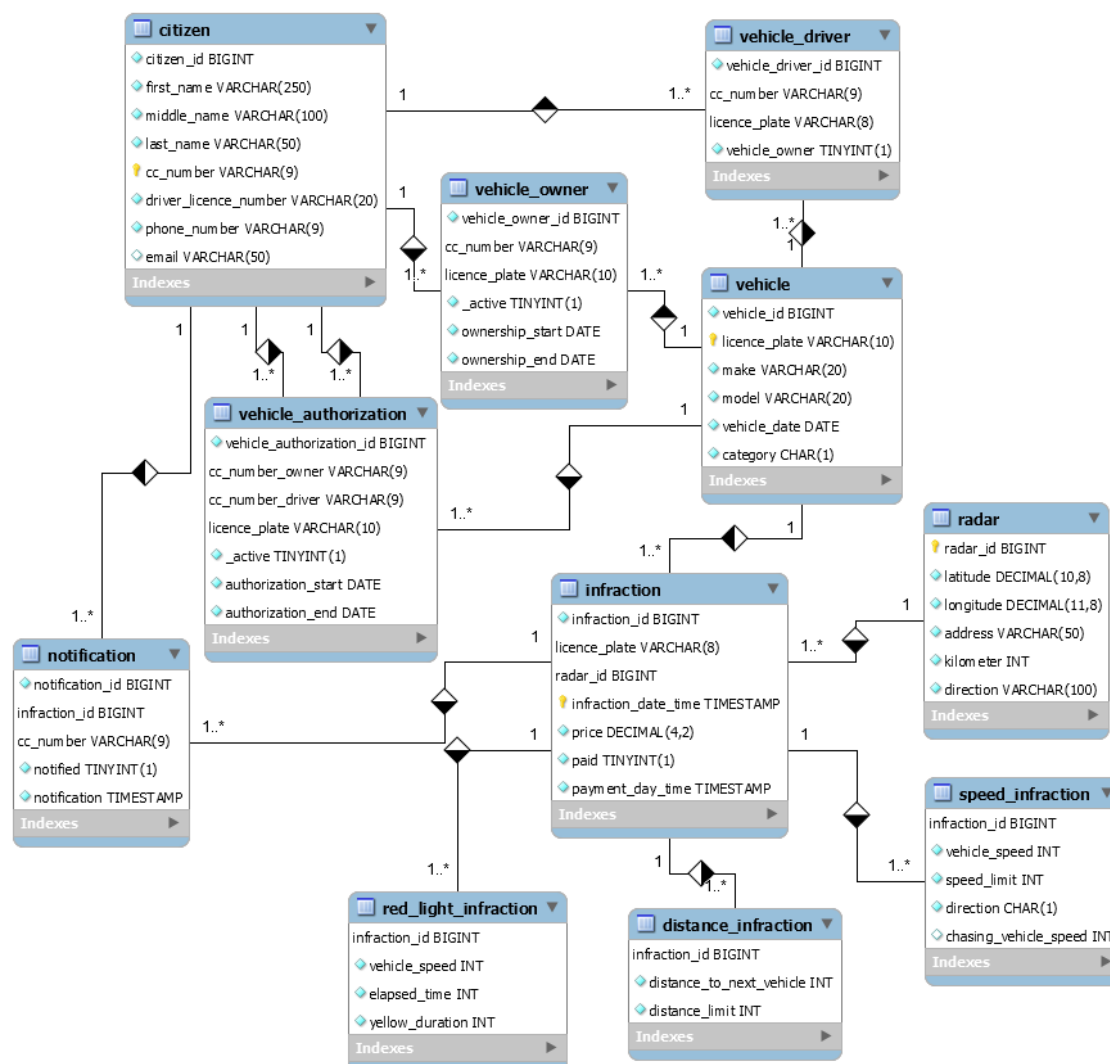 citizen
citizen_id BIGINT
first_name VARCHAR(250)
middle_name VARCHAR(100)
last_name VARCHAR(50)
cc_number VARCHAR(9)
driver_licence_number VARCHAR(20)
phone_number VARCHAR(9)
email VARCHAR(50)
Indexes
vehicle_driver
vehicle_driver_id BIGINT
cc_number VARCHAR(9)
licence_plate VARCHAR(8)
vehicle_owner TINYINT(1)
Indexes
1
1..*
vehicle_owner
vehicle_owner_id BIGINT
cc_number VARCHAR(9)
licence_plate VARCHAR(10)
_active TINYINT(1)
ownership_start DATE
ownership_end DATE
Indexes
1
1..*
1..*
1
1..*
1
vehicle
vehicle_id BIGINT
licence_plate VARCHAR(10)
make VARCHAR(20)
model VARCHAR(20)
vehicle_date DATE
category CHAR(1)
Indexes
1
1
1
1..*
1..*
vehicle_authorization
vehicle_authorization_id BIGINT
cc_number_owner VARCHAR(9)
cc_number_driver VARCHAR(9)
licence_plate VARCHAR(10)
_active TINYINT(1)
authorization_start DATE
authorization_end DATE
Indexes
1
1..*
1
1..*
radar
radar_id BIGINT
latitude DECIMAL(10,8)
longitude DECIMAL(11,8)
address VARCHAR(50)
kilometer INT
direction VARCHAR(100)
infraction
infraction_id BIGINT
licence_plate VARCHAR(8)
radar_id BIGINT
infraction_date_time TIMESTAMP
price DECIMAL(4,2)
paid TINYINT(1)
payment_day_time TIMESTAMP
Indexes
1
1..*
1..*
notification
notification_id BIGINT
infraction_id BIGINT
cc_number VARCHAR(9)
notified TINYINT(1)
notification TIMESTAMP
Indexes
1
1..*
1
1
speed_infraction
infraction_id BIGINT
vehicle_speed INT
speed_limit INT
direction CHAR(1)
chasing_vehicle_speed INT
Indexes
1..*
1..*
1
1..*
red_light_infraction
infraction_id BIGINT
vehicle_speed INT
elapsed_time INT
yellow_duration INT
Indexes
distance_infraction
infraction_id BIGINT
distance_to_next_vehicle INT
distance_limit INT
Indexes